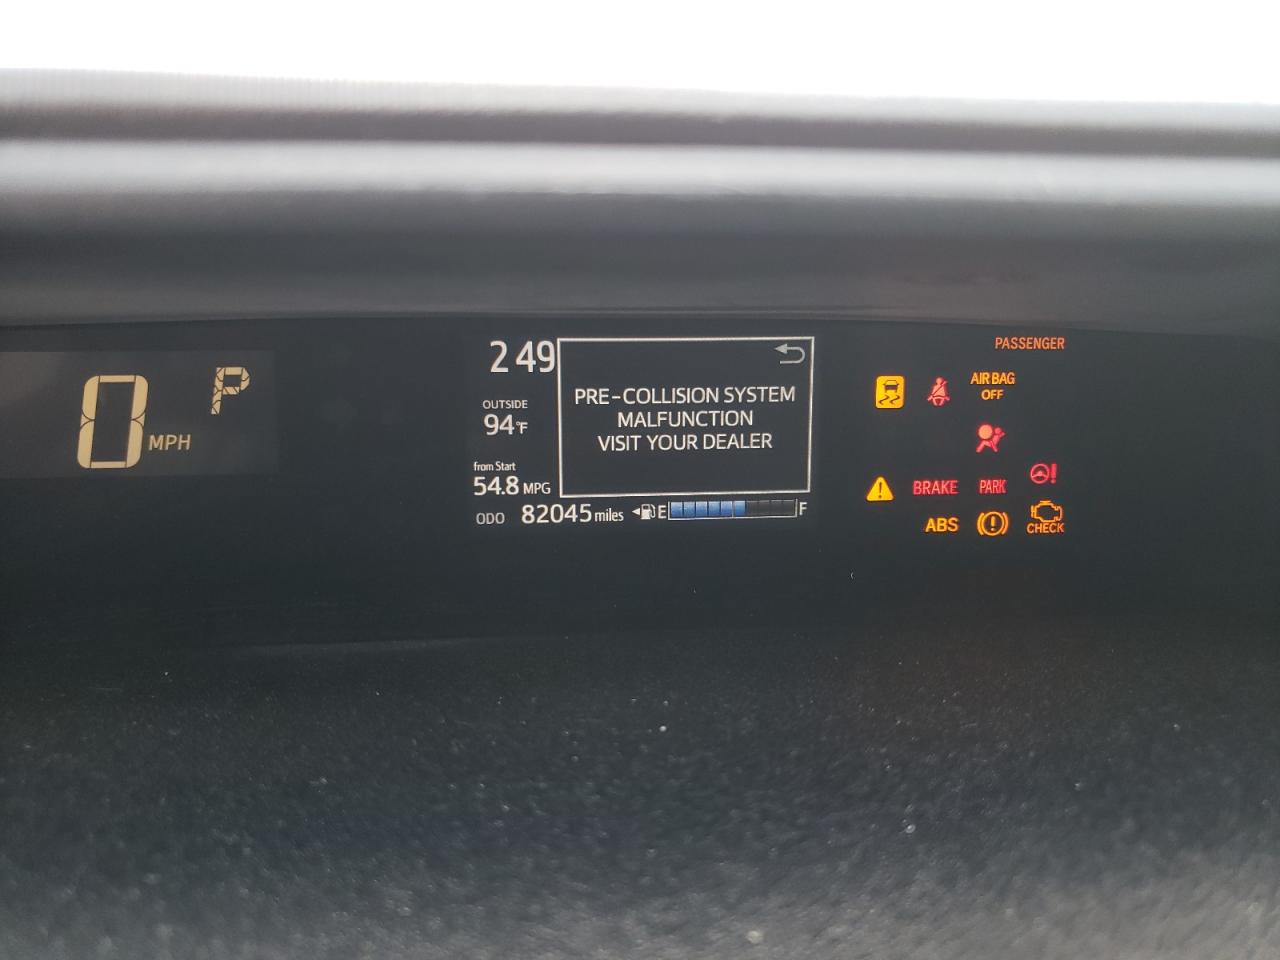 0 MPH
P
2 49
OUTSIDE
94°F
from Start
54.8 MPG
ODO 82045 miles
E F
PRE-COLLISION SYSTEM
MALFUNCTION
VISIT YOUR DEALER
PASSENGER
AIR BAG
OFF
BRAKE PARK
ABS
CHECK